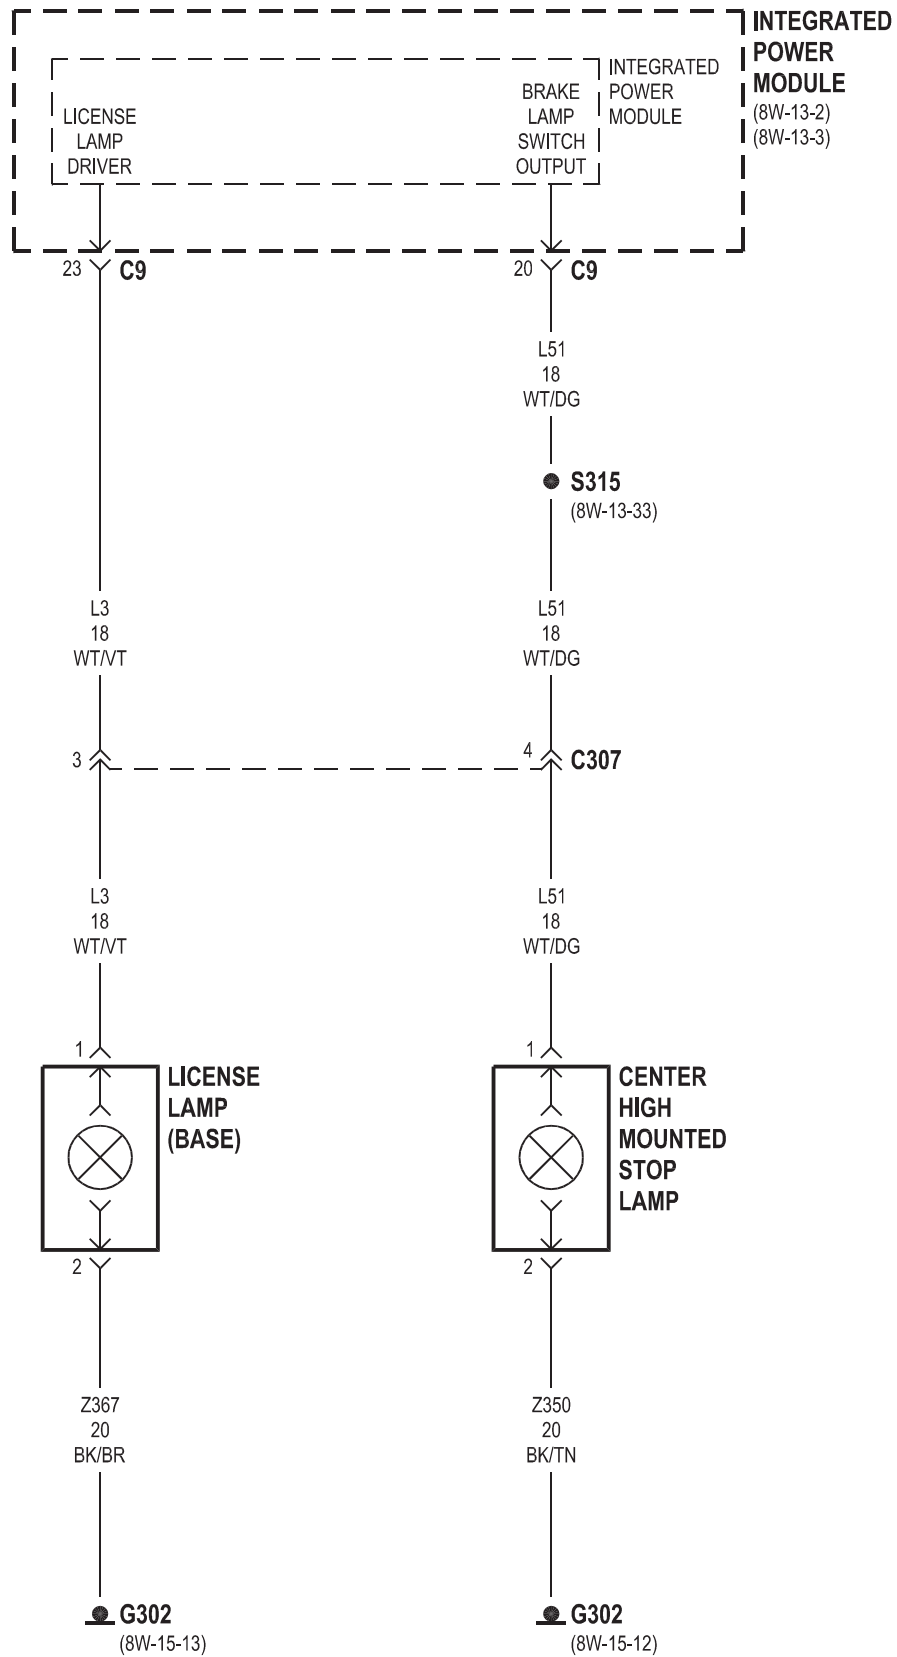 INTEGRATED
POWER
MODULE
(8W-13-2)
(8W-13-3)
INTEGRATED
POWER
MODULE
LICENSE
LAMP
DRIVER
BRAKE
LAMP
SWITCH
OUTPUT
23 C9
20 C9
L51
18
WT/DG
S315
(8W-13-33)
L3
18
WT/VT
L51
18
WT/DG
3
4 C307
L3
18
WT/VT
L51
18
WT/DG
1
LICENSE
LAMP
(BASE)
2
1
CENTER
HIGH
MOUNTED
STOP
LAMP
2
Z367
20
BK/BR
Z350
20
BK/TN
G302
(8W-15-13)
G302
(8W-15-12)